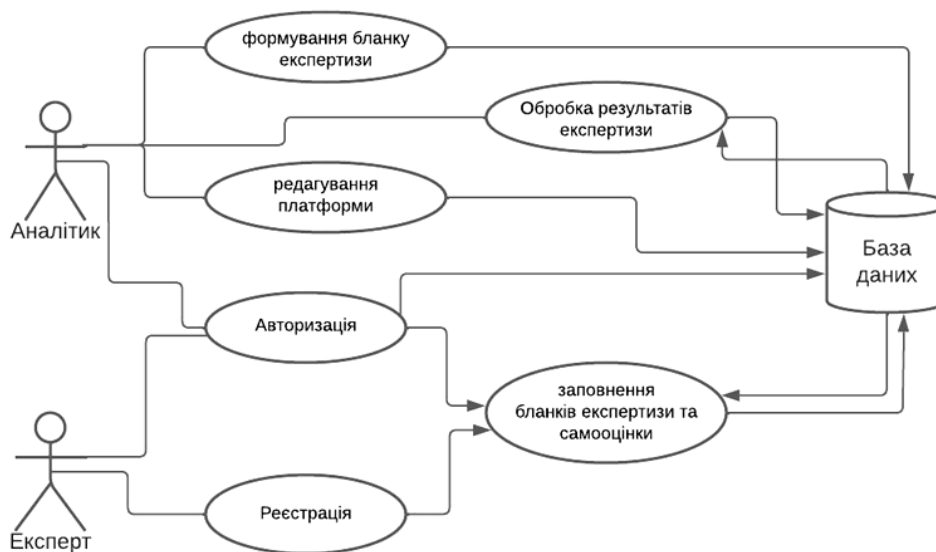 формування бланку
експертизи
Обробка результатів
експертизи
редагування
платформи
Аналітик
База
даних
Авторизація
заповнення
бланків експертизи та
самооцінки
Реєстрація
Експерт